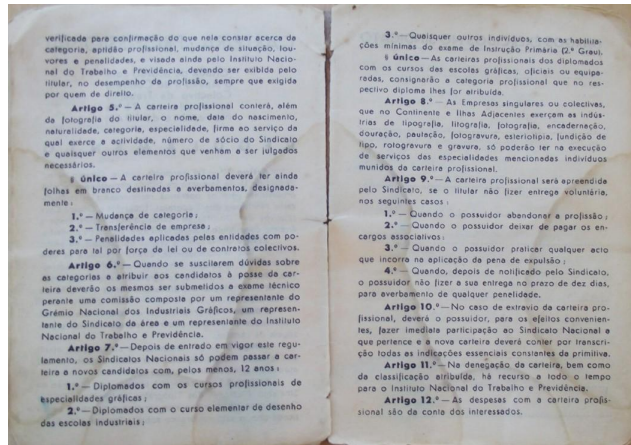 verificada para confirmação do que nela constar acerca da
categoria, aptidão profissional, mudança de situação, lou-
vores e penalidades, e visada ainda pelo Instituto Nacio-
nal do Trabalho e Previdência, devendo ser exibida pelo
titular, no desempenho da profissão, sempre que exigida
por quem de direito.
Artigo 5.º — A carteira profissional conterá, além
da fotografia do titular, o nome, data do nascimento,
naturalidade, categoria, especialidade, firma ao serviço da
qual exerce a actividade, número de sócio do Sindicato
e quaisquer outros elementos que venham a ser julgados
necessários.
§ único — A carteira profissional deverá ter ainda
folhas em branco destinadas a averbamentos, designada-
mente:
1.º — Mudança de categoria;
2.º — Transferência de empresa;
3.º — Penalidades aplicadas pelas entidades com po-
deres para tal por força da lei ou de contratos colectivos.
Artigo 6.º — Quando se suscitarem dúvidas sobre
as categorias a atribuir aos candidatos à posse da car-
teira deverão os mesmos ser submetidos a exame técnico
perante uma comissão composta por um representante do
Grémio Nacional dos Industriais Gráficos, um represen-
tante do Sindicato da área e um representante do Instituto
Nacional do Trabalho e Previdência.
Artigo 7.º — Depois de entrado em vigor este regu-
lamento, os Sindicatos Nacionais só podem passar a car-
teira a novos candidatos com, pelos menos, 12 anos:
1.º — Diplomados com os cursos profissionais de
especialidades gráficas;
2.º — Diplomados com o curso elementar de desenho
das escolas industriais;
3.º — Quaisquer outros indivíduos, com as habilita-
ções mínimas do exame de Instrução Primária (2.º Grau).
§ único — As carteiras profissionais dos diplomados
com os cursos das escolas gráficas, oficiais ou equipa-
radas, consignarão a categoria profissional que no res-
pectivo diploma lhes for atribuída.
Artigo 8.º — As Empresas singulares ou colectivas,
que no Continente e Ilhas Adjacentes exerçam as indús-
trias de tipografia, litografia, fotografia, encadernação,
douração, pautação, fotogravura, esteriotipia, fundição de
tipo, rotogravura e gravura, só poderão ter na execução
de serviços das especialidades mencionadas indivíduos
munidos da carteira profissional.
Artigo 9.º — A carteira profissional será apreendida
pelo Sindicato, se o titular não fizer entrega voluntária,
nos seguintes casos:
1.º — Quando o possuidor abandonar a profissão;
2.º — Quando o possuidor deixar de pagar os en-
cargos associativos;
3.º — Quando o possuidor praticar qualquer acto
que incorra na aplicação da pena de expulsão;
4.º — Quando, depois de notificado pelo Sindicato,
o possuidor não fizer a sua entrega no prazo de dez dias,
para averbamento de qualquer penalidade.
Artigo 10.º — No caso de extravio da carteira pro-
fissional, deverá o possuidor, para os efeitos convenien-
tes, fazer imediata participação ao Sindicato Nacional a
que pertence e a nova carteira deverá conter por transcri-
ção todas as indicações essenciais constantes da primitiva.
Artigo 11.º — Na denegação da carteira, bem como
da classificação atribuída, há recurso a todo o tempo
para o Instituto Nacional do Trabalho e Previdência.
Artigo 12.º — As despesas com a carteira profis-
sional são da conta dos interessados.